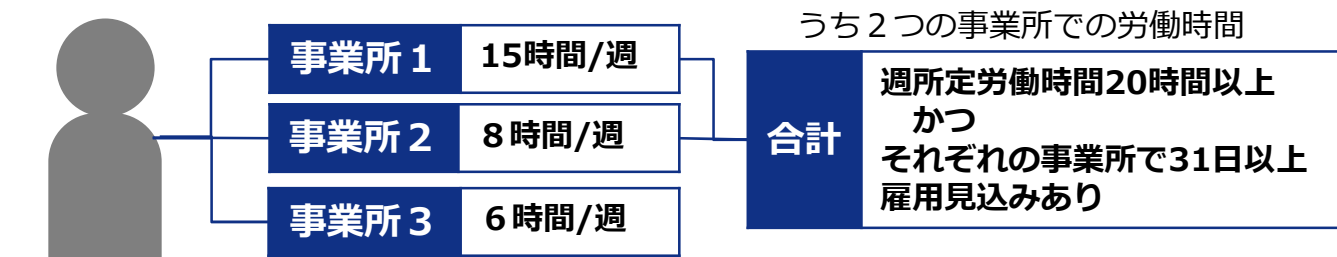 うち２つの事業所での労働時間
事業所１ 15時間/週
事業所２ ８時間/週
事業所３ ６時間/週
合計
週所定労働時間20時間以上
かつ
それぞれの事業所で31日以上
雇用見込みあり